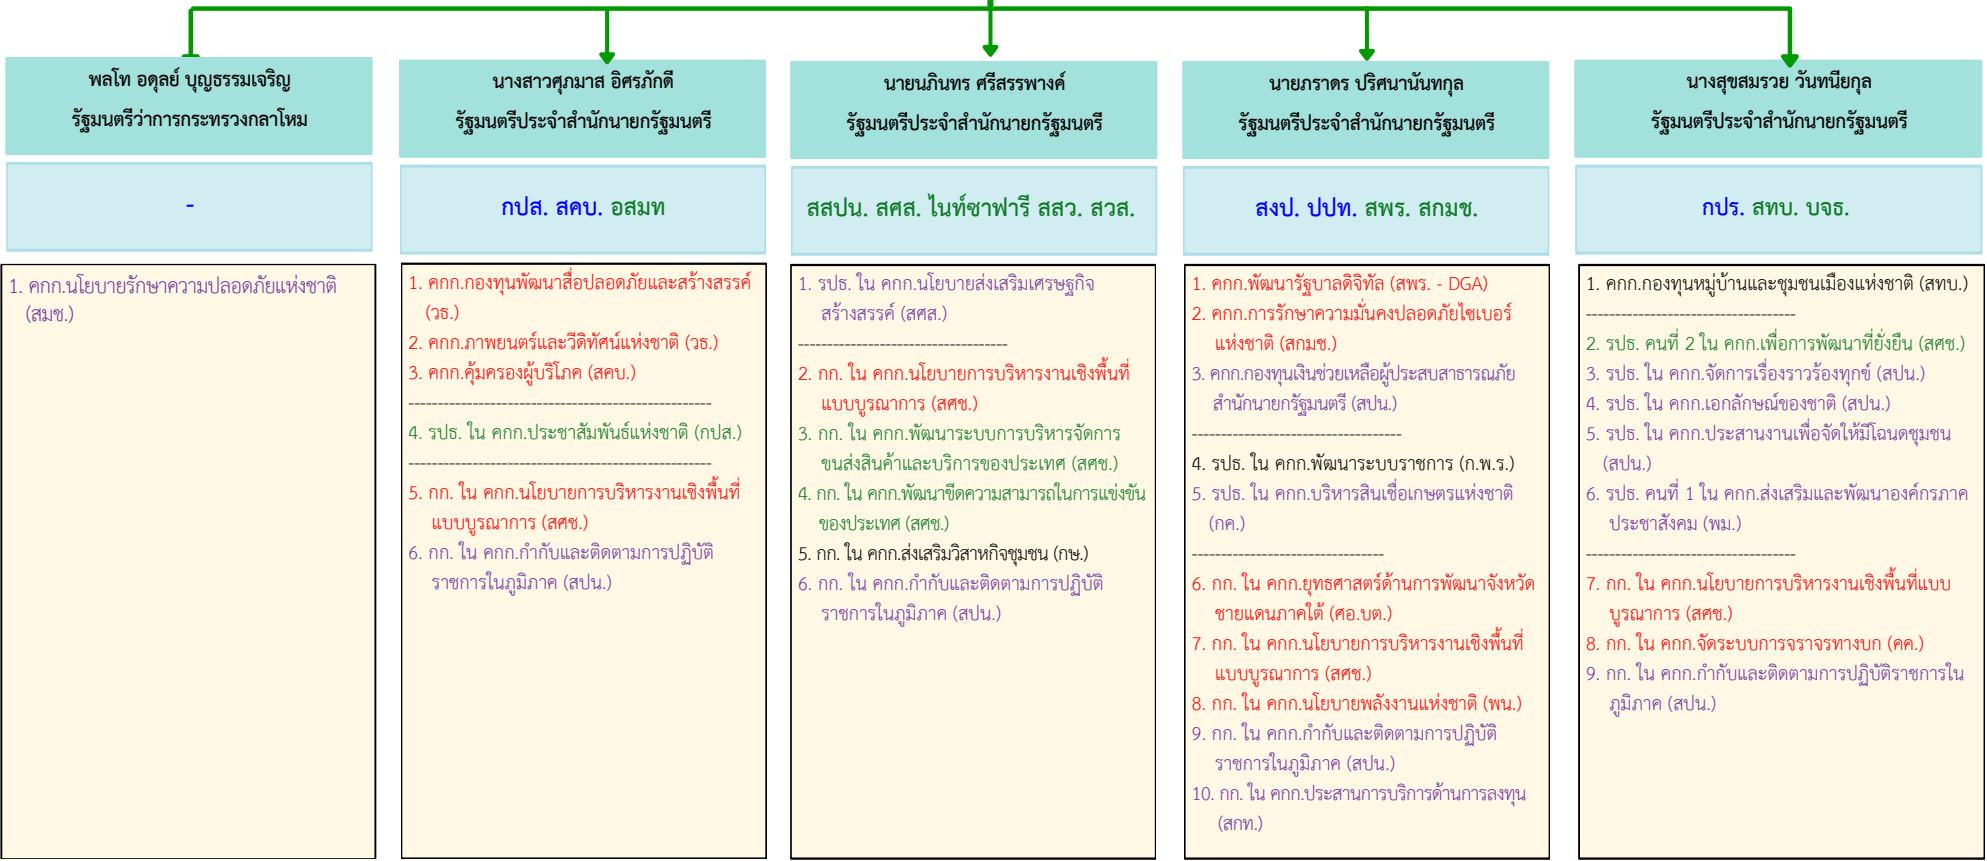 พลโท อดุลย์ บุญธรรมเจริญ
รัฐมนตรีว่าการกระทรวงกลาโหม
-
1. คกก.นโยบายรักษาความปลอดภัยแห่งชาติ
(สมช.)
นางสาวศุภมาส อิศรภักดี
รัฐมนตรีประจำสำนักนายกรัฐมนตรี
กปส. สคบ. อสมท
1. คกก.กองทุนพัฒนาสื่อปลอดภัยและสร้างสรรค์
(วธ.)
2. คกก.ภาพยนตร์และวีดิทัศน์แห่งชาติ (วธ.)
3. คกก.คุ้มครองผู้บริโภค (สคบ.)
----------------------------------------------------
4. รปธ. ใน คกก.ประชาสัมพันธ์แห่งชาติ (กปส.)
----------------------------------------------------
5. กก. ใน คกก.นโยบายการบริหารงานเชิงพื้นที่
แบบบูรณาการ (สศช.)
6. กก. ใน คกก.กำกับและติดตามการปฏิบัติ
ราชการในภูมิภาค (สปน.)
นายนภินทร ศรีสรรพางค์
รัฐมนตรีประจำสำนักนายกรัฐมนตรี
สสปน. สศส. ไนท์ซาฟารี สสว. สวส.
1. รปธ. ใน คกก.นโยบายส่งเสริมเศรษฐกิจ
สร้างสรรค์ (สศส.)
------------------------------------
2. กก. ใน คกก.นโยบายการบริหารงานเชิงพื้นที่
แบบบูรณาการ (สศช.)
3. กก. ใน คกก.พัฒนาระบบการบริหารจัดการ
ขนส่งสินค้าและบริการของประเทศ (สศช.)
4. กก. ใน คกก.พัฒนาขีดความสามารถในการแข่งขัน
ของประเทศ (สศช.)
5. กก. ใน คกก.ส่งเสริมวิสาหกิจชุมชน (กษ.)
6. กก. ใน คกก.กำกับและติดตามการปฏิบัติ
ราชการในภูมิภาค (สปน.)
นายภราดร ปริศนานันทกุล
รัฐมนตรีประจำสำนักนายกรัฐมนตรี
สงป. ปปท. สพร. สกมช.
1. คกก.พัฒนารัฐบาลดิจิทัล (สพร. - DGA)
2. คกก.การรักษาความมั่นคงปลอดภัยไซเบอร์
แห่งชาติ (สกมช.)
3. คกก.กองทุนเงินช่วยเหลือผู้ประสบสาธารณภัย
สำนักนายกรัฐมนตรี (สปน.)
------------------------------------
4. รปธ. ใน คกก.พัฒนาระบบราชการ (ก.พ.ร.)
5. รปธ. ใน คกก.บริหารสินเชื่อเกษตรแห่งชาติ
(กค.)
---------------------------------
6. กก. ใน คกก.ยุทธศาสตร์ด้านการพัฒนาจังหวัด
ชายแดนภาคใต้ (ศอ.บต.)
7. กก. ใน คกก.นโยบายการบริหารงานเชิงพื้นที่
แบบบูรณาการ (สศช.)
8. กก. ใน คกก.นโยบายพลังงานแห่งชาติ (พน.)
9. กก. ใน คกก.กำกับและติดตามการปฏิบัติ
ราชการในภูมิภาค (สปน.)
10. กก. ใน คกก.ประสานการบริการด้านการลงทุน
(สกท.)
นางสุขสมรวย วันทนียกุล
รัฐมนตรีประจำสำนักนายกรัฐมนตรี
กปร. สทบ. บจธ.
1. คกก.กองทุนหมู่บ้านและชุมชนเมืองแห่งชาติ (สทบ.)
------------------------------------
2. รปธ. คนที่ 2 ใน คกก.เพื่อการพัฒนาที่ยั่งยืน (สศช.)
3. รปธ. ใน คกก.จัดการเรื่องราวร้องทุกข์ (สปน.)
4. รปธ. ใน คกก.เอกลักษณ์ของชาติ (สปน.)
5. รปธ. ใน คกก.ประสานงานเพื่อจัดให้มีโฉนดชุมชน
(สปน.)
6. รปธ. คนที่ 1 ใน คกก.ส่งเสริมและพัฒนาองค์กรภาค
ประชาสังคม (พม.)
------------------------------------
7. กก. ใน คกก.นโยบายการบริหารงานเชิงพื้นที่แบบ
บูรณาการ (สศช.)
8. กก. ใน คกก.จัดระบบการจราจรทางบก (คค.)
9. กก. ใน คกก.กำกับและติดตามการปฏิบัติราชการใน
ภูมิภาค (สปน.)